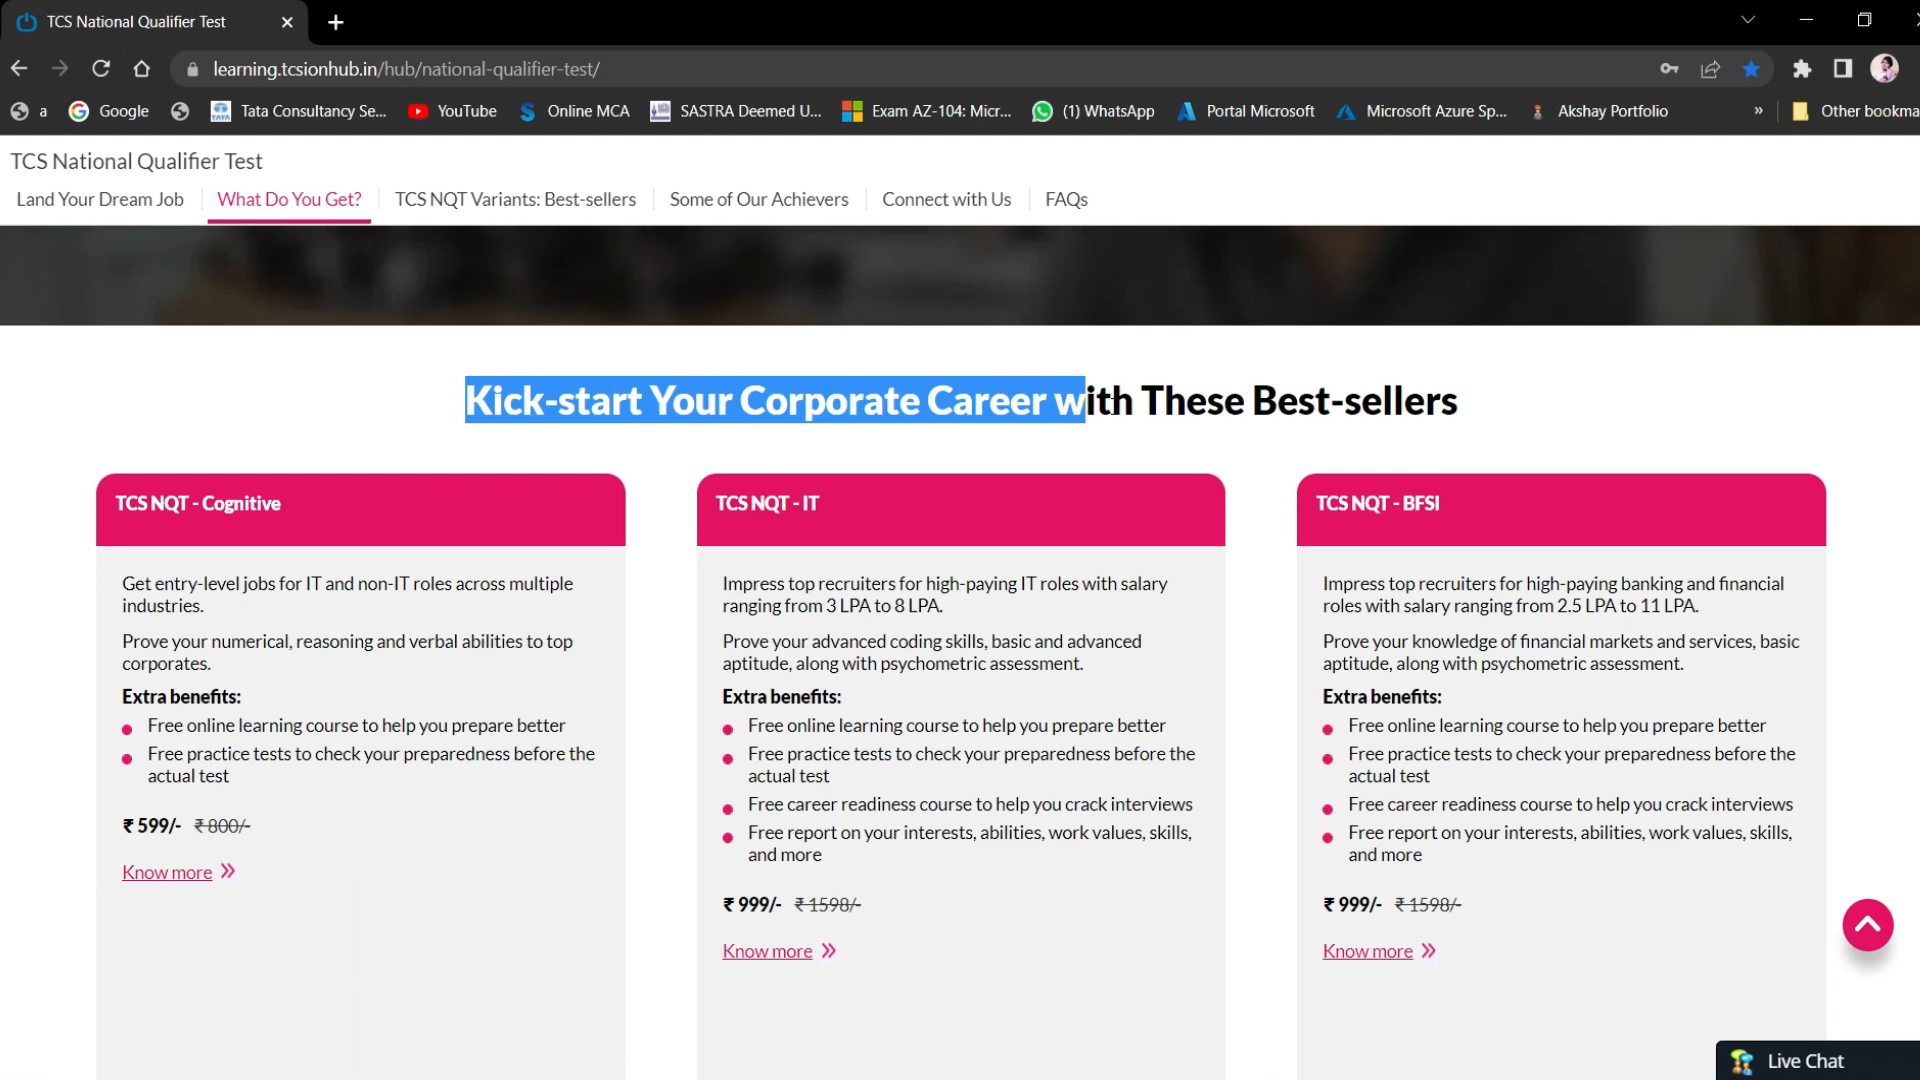 TCS National Qualifier Test
learning.tcsionhub.in/hub/national-qualifier-test/
a
Google
Tata Consultancy Se...
YouTube
Online MCA
SASTRA Deemed U...
Exam AZ-104: Micr...
(1) WhatsApp
Portal Microsoft
Microsoft Azure Sp...
Akshay Portfolio
»
Other bookma
TCS National Qualifier Test
Land Your Dream Job
What Do You Get?
TCS NQT Variants: Best-sellers
Some of Our Achievers
Connect with Us
FAQs
Kick-start Your Corporate Career with These Best-sellers
TCS NQT - Cognitive
Get entry-level jobs for IT and non-IT roles across multiple
industries.
Prove your numerical, reasoning and verbal abilities to top
corporates.
Extra benefits:
Free online learning course to help you prepare better
Free practice tests to check your preparedness before the
actual test
₹ 599/- ₹ 800/-
Know more
TCS NQT - IT
Impress top recruiters for high-paying IT roles with salary
ranging from 3 LPA to 8 LPA.
Prove your advanced coding skills, basic and advanced
aptitude, along with psychometric assessment.
Extra benefits:
Free online learning course to help you prepare better
Free practice tests to check your preparedness before the
actual test
Free career readiness course to help you crack interviews
Free report on your interests, abilities, work values, skills,
and more
₹ 999/- ₹ 1598/-
Know more
TCS NQT - BFSI
Impress top recruiters for high-paying banking and financial
roles with salary ranging from 2.5 LPA to 11 LPA.
Prove your knowledge of financial markets and services, basic
aptitude, along with psychometric assessment.
Extra benefits:
Free online learning course to help you prepare better
Free practice tests to check your preparedness before the
actual test
Free career readiness course to help you crack interviews
Free report on your interests, abilities, work values, skills,
and more
₹ 999/- ₹ 1598/-
Know more
Live Chat